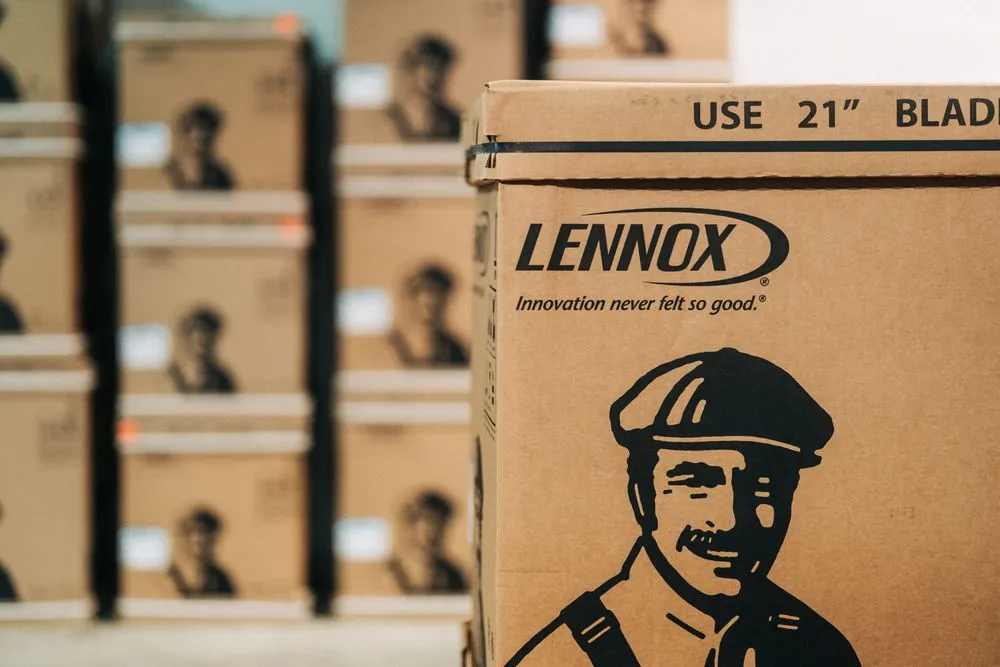 USE 21” BLAD
LENNOX®
Innovation never felt so good.®